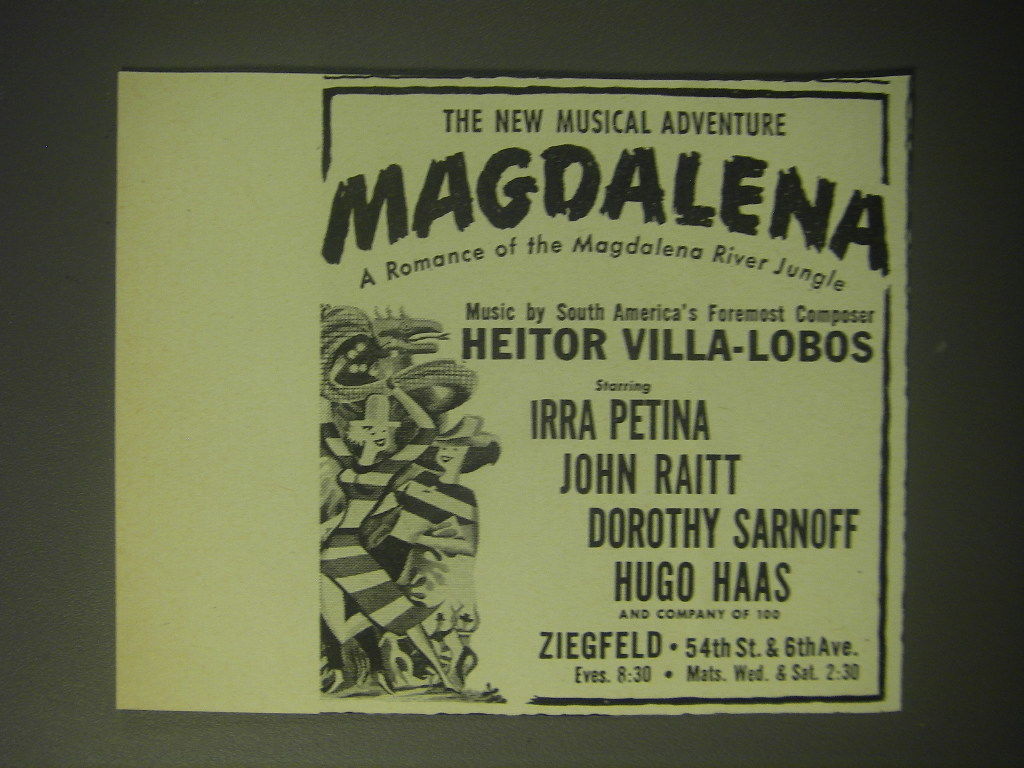 THE NEW MUSICAL ADVENTURE
MAGDALENA
A Romance of the Magdalena River Jungle
Music by South America's Foremost Composer
HEITOR VILLA-LOBOS
Starring
IRRA PETINA
JOHN RAITT
DOROTHY SARNOFF
HUGO HAAS
AND COMPANY OF 100
ZIEGFELD • 54th St. & 6th Ave.
Eves. 8:30 • Mats. Wed. & Sat. 2:30